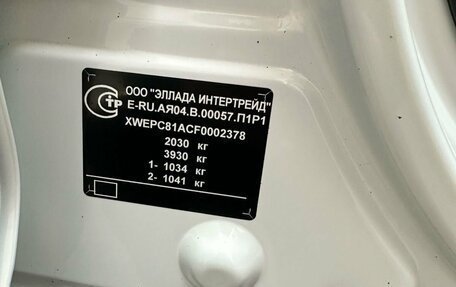 ООО "ЭЛЛАДА ИНТЕРТРЕЙД"
E-RU.АЯ04.В.00057.П1Р1
XWEPC81ACF0002378
2030 кг
3930 кг
1- 1034 кг
2- 1041 кг